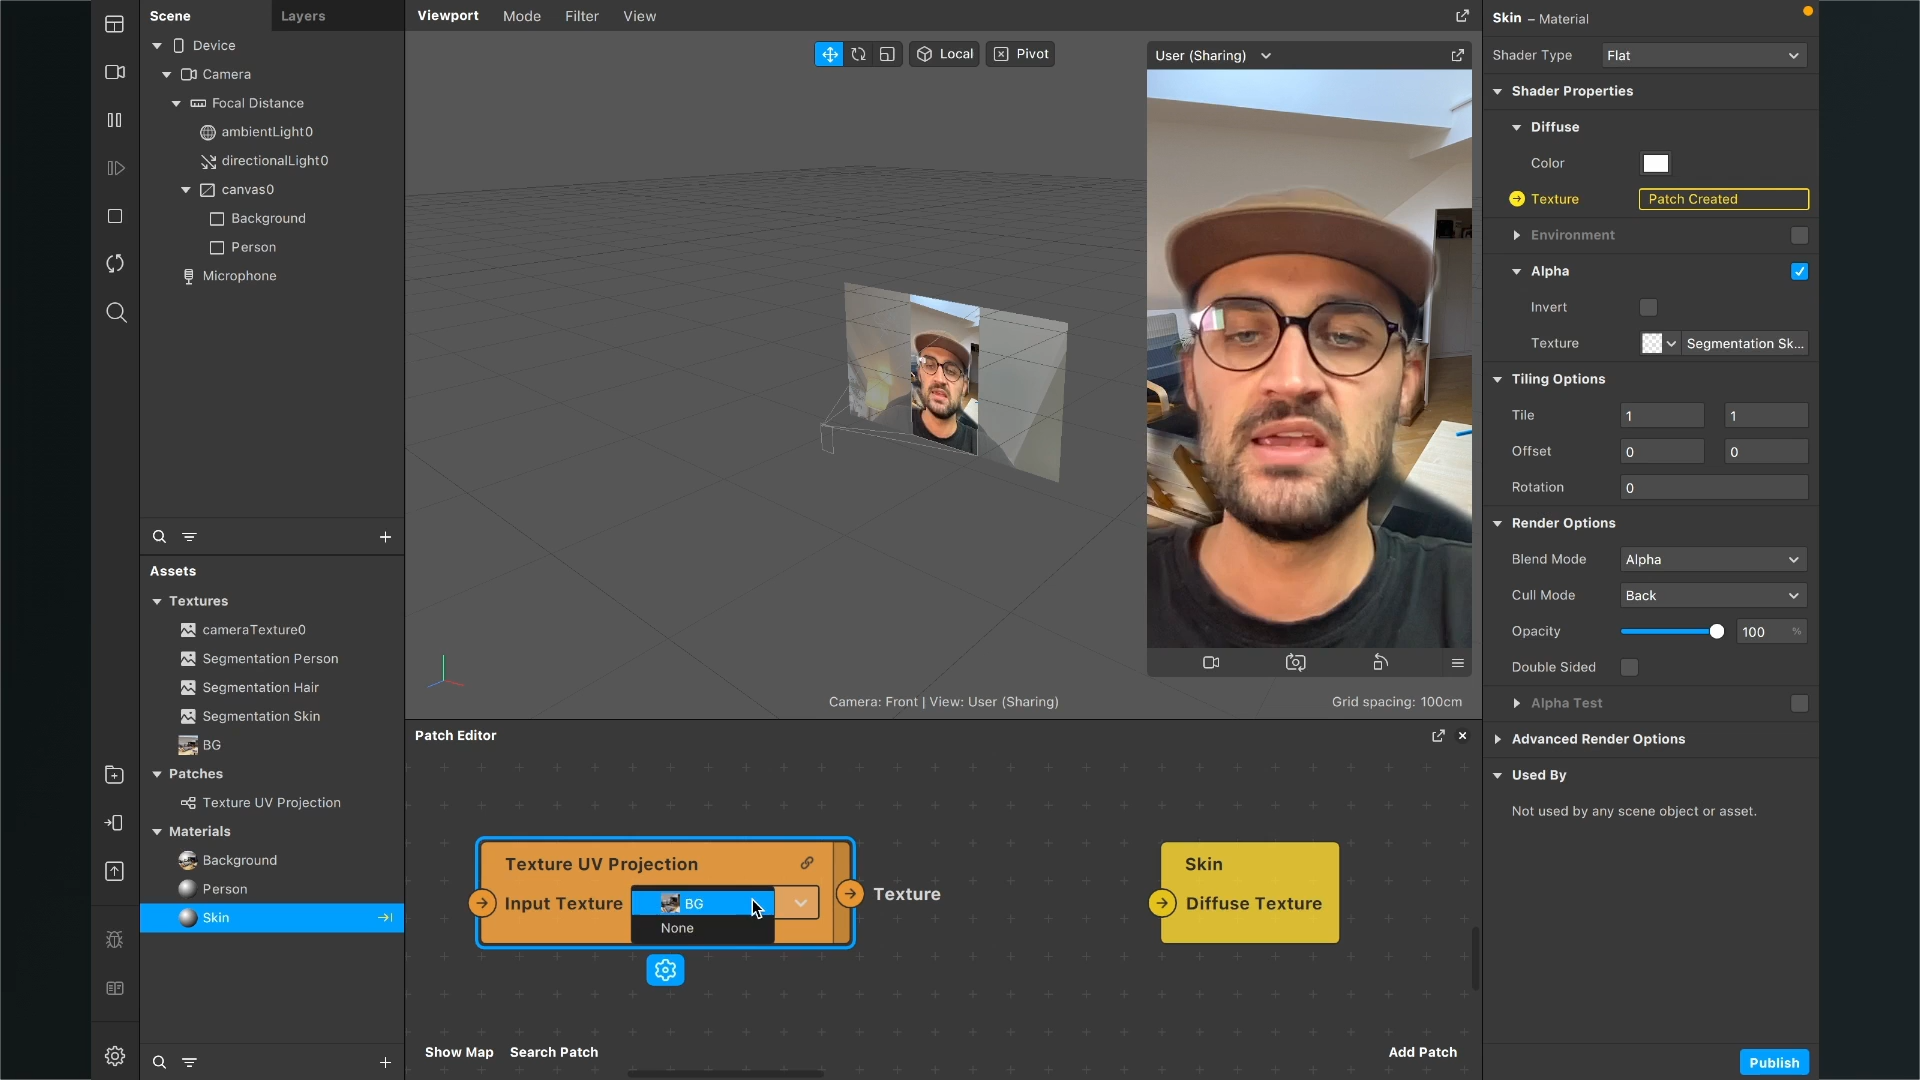 Scene
Layers
Device
Camera
Focal Distance
ambientLight0
directionalLight0
canvas0
Background
Person
Microphone
Assets
Textures
cameraTexture0
Segmentation Person
Segmentation Hair
Segmentation Skin
BG
Patches
Texture UV Projection
Materials
Background
Person
Skin
Viewport
Mode
Filter
View
Local
Pivot
User (Sharing)
Camera: Front | View: User (Sharing)
Grid spacing: 100cm
Patch Editor
Texture UV Projection
Input Texture
BG
None
Texture
Skin
Diffuse Texture
Show Map
Search Patch
Add Patch
Skin – Material
Shader Type
Flat
Shader Properties
Diffuse
Color
Texture
Patch Created
Environment
Alpha
Invert
Texture
Segmentation Sk...
Tiling Options
Tile
1
1
Offset
0
0
Rotation
0
Render Options
Blend Mode
Alpha
Cull Mode
Back
Opacity
100
%
Double Sided
Alpha Test
Advanced Render Options
Used By
Not used by any scene object or asset.
Publish